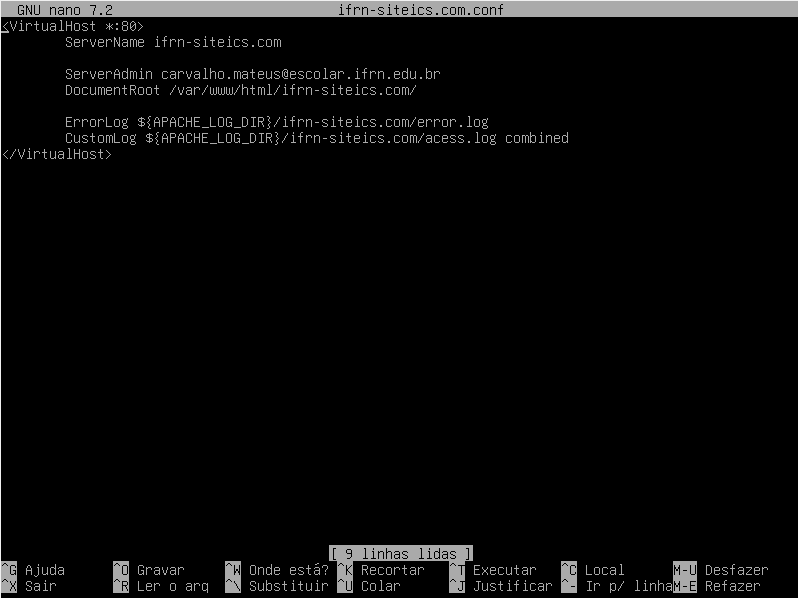 GNU nano 7.2 ifrn-siteics.com.conf
<VirtualHost *:80>
ServerName ifrn-siteics.com
ServerAdmin carvalho.mateus@escolar.ifrn.edu.br
DocumentRoot /var/www/html/ifrn-siteics.com/
ErrorLog ${APACHE_LOG_DIR}/ifrn-siteics.com/error.log
CustomLog ${APACHE_LOG_DIR}/ifrn-siteics.com/acess.log combined
</VirtualHost>
[ 9 linhas lidas ]
^G Ajuda ^O Gravar ^W Onde está? ^K Recortar ^T Executar ^C Local M-U Desfazer
^X Sair ^R Ler o arq ^\ Substituir ^U Colar ^J Justificar ^- Ir p/ linha M-E Refazer